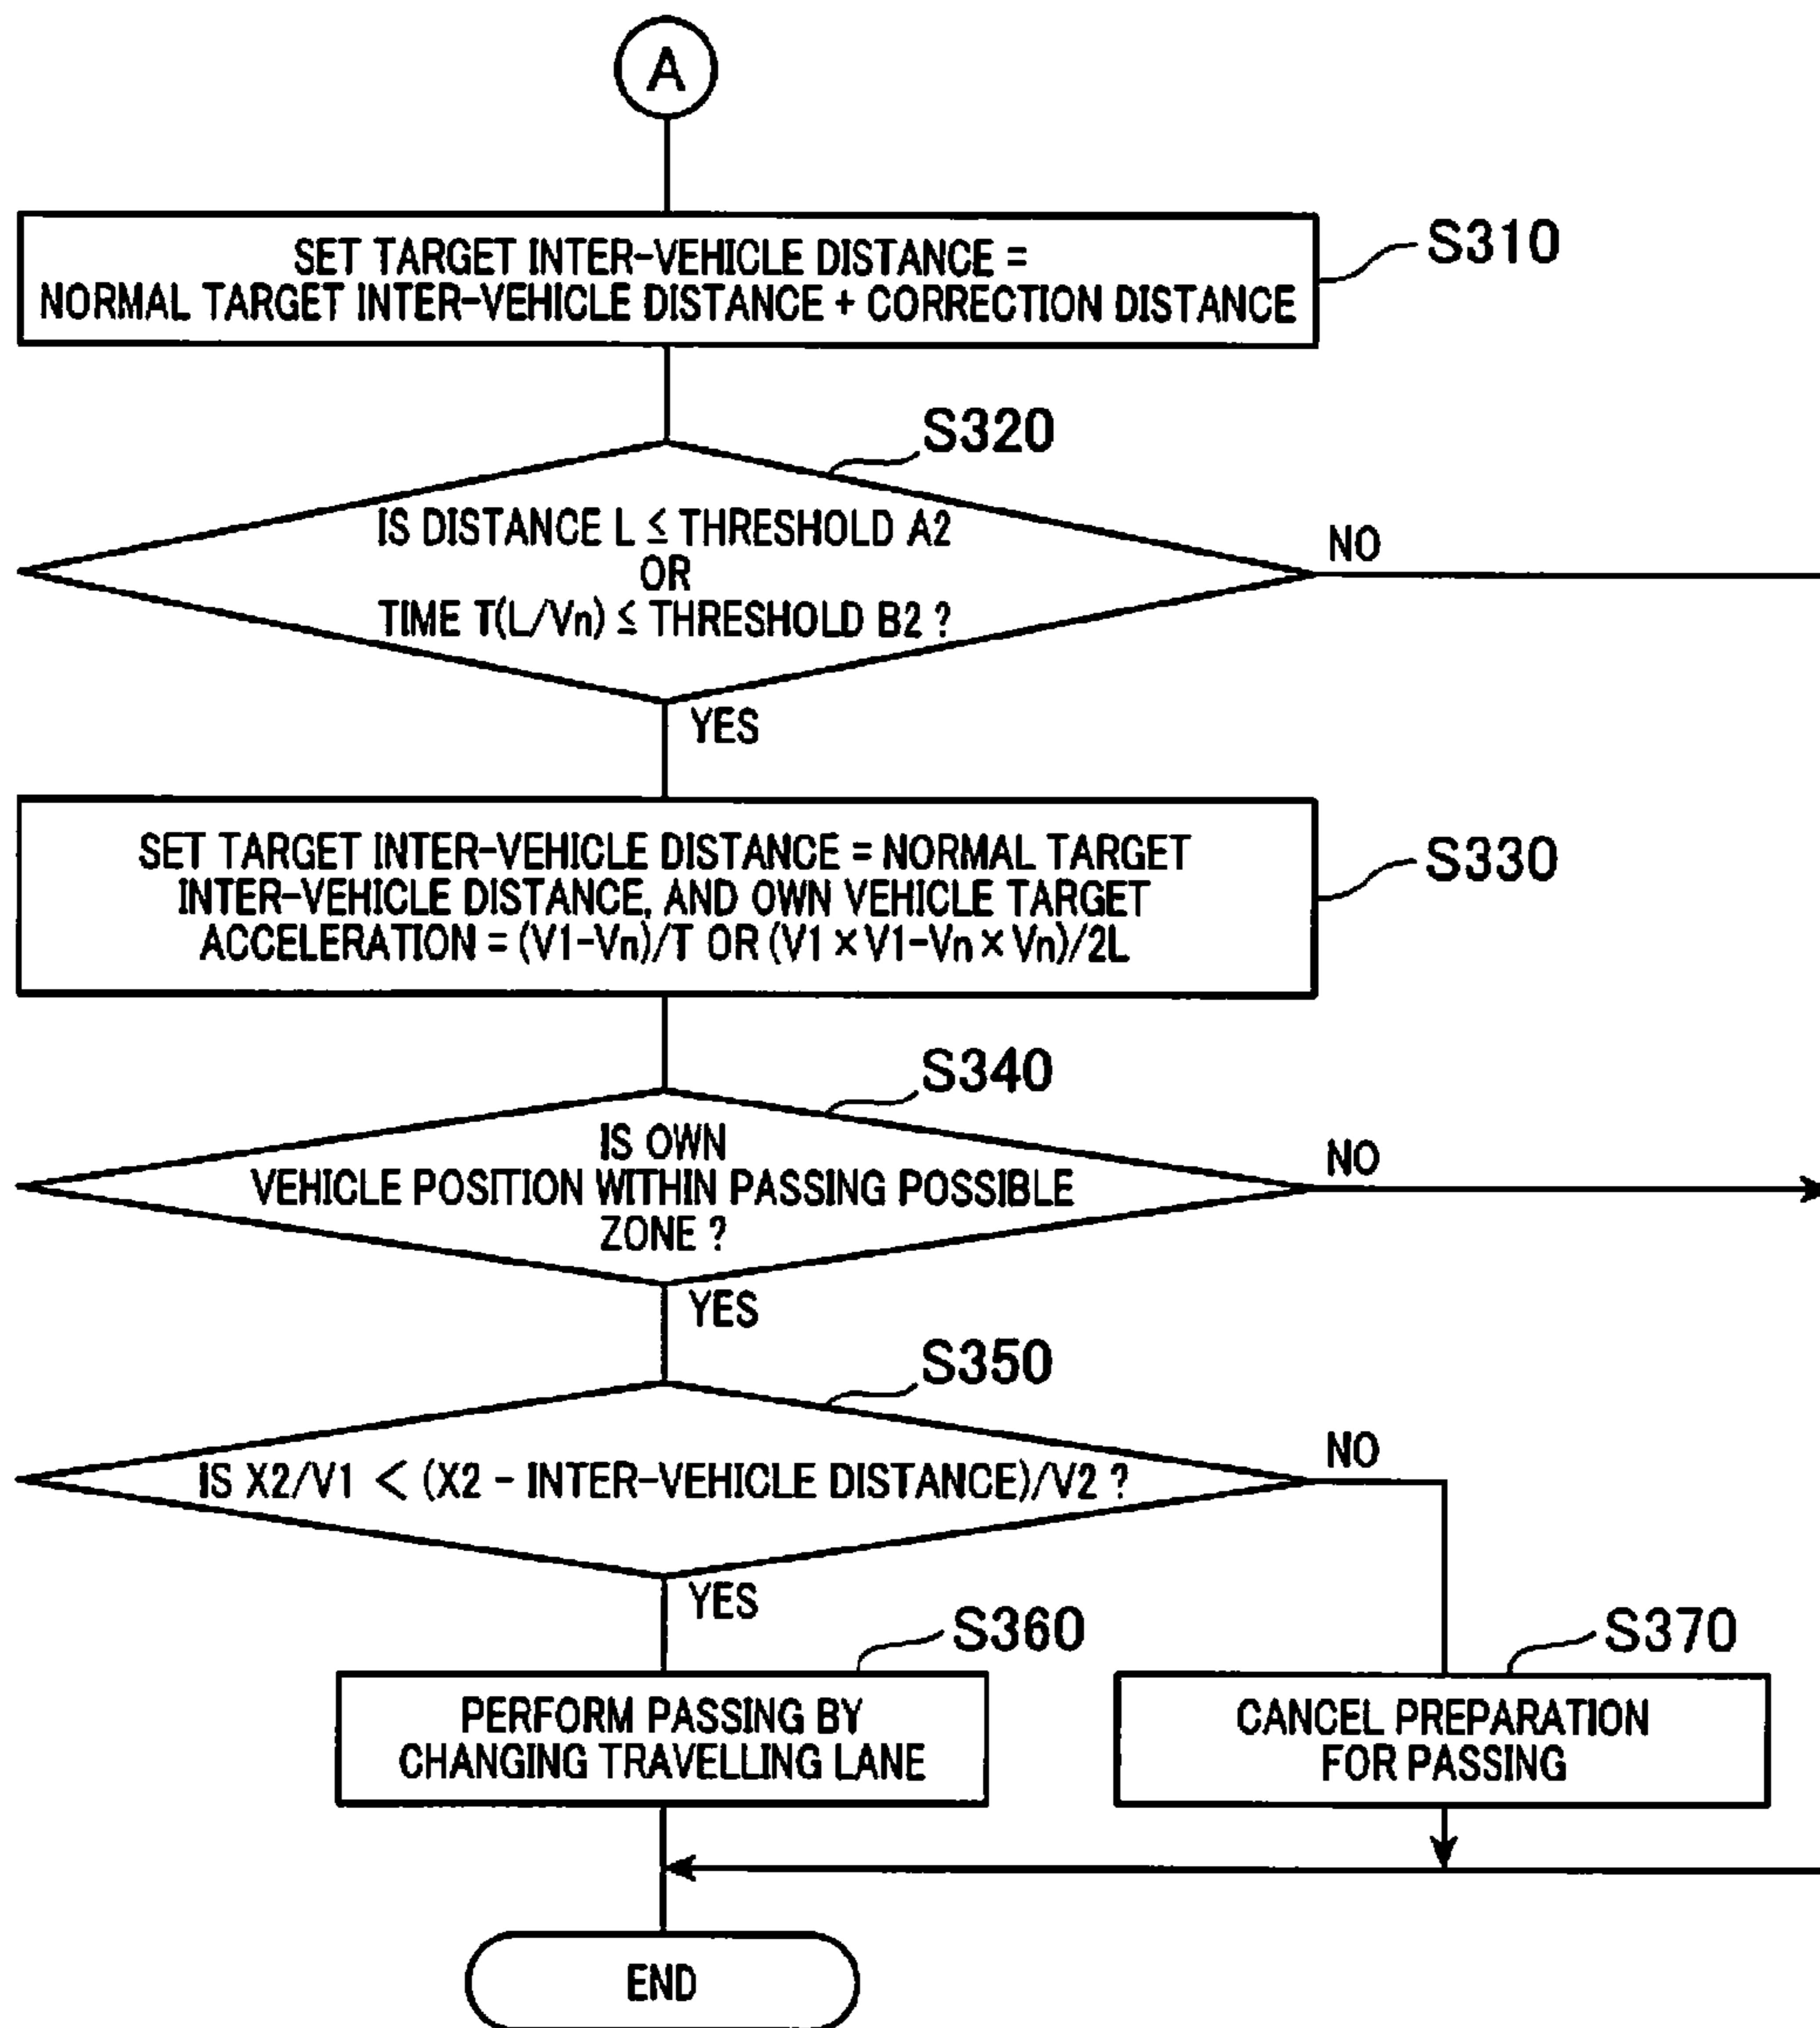 A
S310
SET TARGET INTER-VEHICLE DISTANCE =
NORMAL TARGET INTER-VEHICLE DISTANCE + CORRECTION DISTANCE
S320
IS DISTANCE L ≤ THRESHOLD A2
OR
TIME T(L/Vn) ≤ THRESHOLD B2 ?
NO
YES
S330
SET TARGET INTER-VEHICLE DISTANCE = NORMAL TARGET
INTER-VEHICLE DISTANCE, AND OWN VEHICLE TARGET
ACCELERATION = (V1-Vn)/T OR (V1 × V1-Vn × Vn)/2L
S340
IS OWN
VEHICLE POSITION WITHIN PASSING POSSIBLE
ZONE ?
NO
YES
S350
IS X2/V1 < (X2 - INTER-VEHICLE DISTANCE)/V2 ?
NO
YES
S360
PERFORM PASSING BY
CHANGING TRAVELLING LANE
S370
CANCEL PREPARATION
FOR PASSING
END